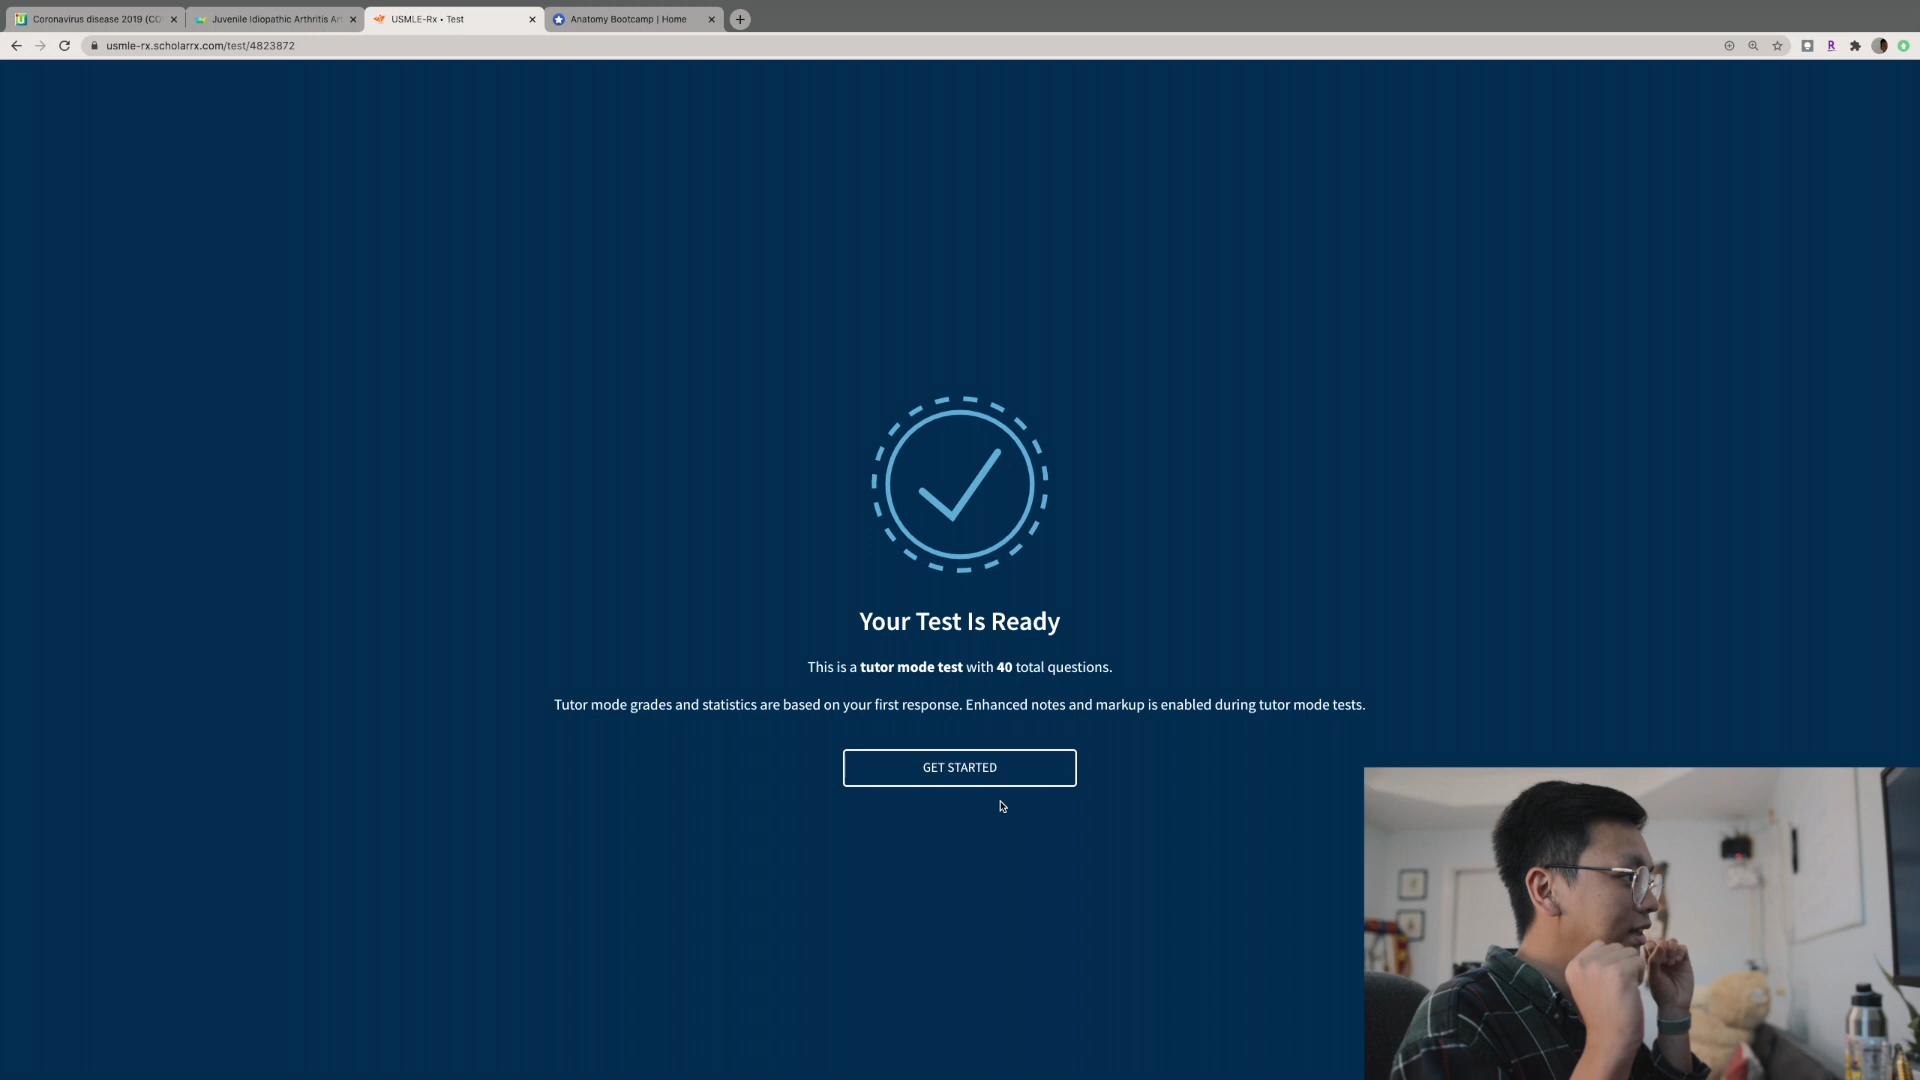 Coronavirus disease 2019 (CO
Juvenile Idiopathic Arthritis Ar
USMLE-Rx • Test
Anatomy Bootcamp | Home
usmle-rx.scholarrx.com/test/4823872
R
Your Test Is Ready
This is a tutor mode test with 40 total questions.
Tutor mode grades and statistics are based on your first response. Enhanced notes and markup is enabled during tutor mode tests.
GET STARTED